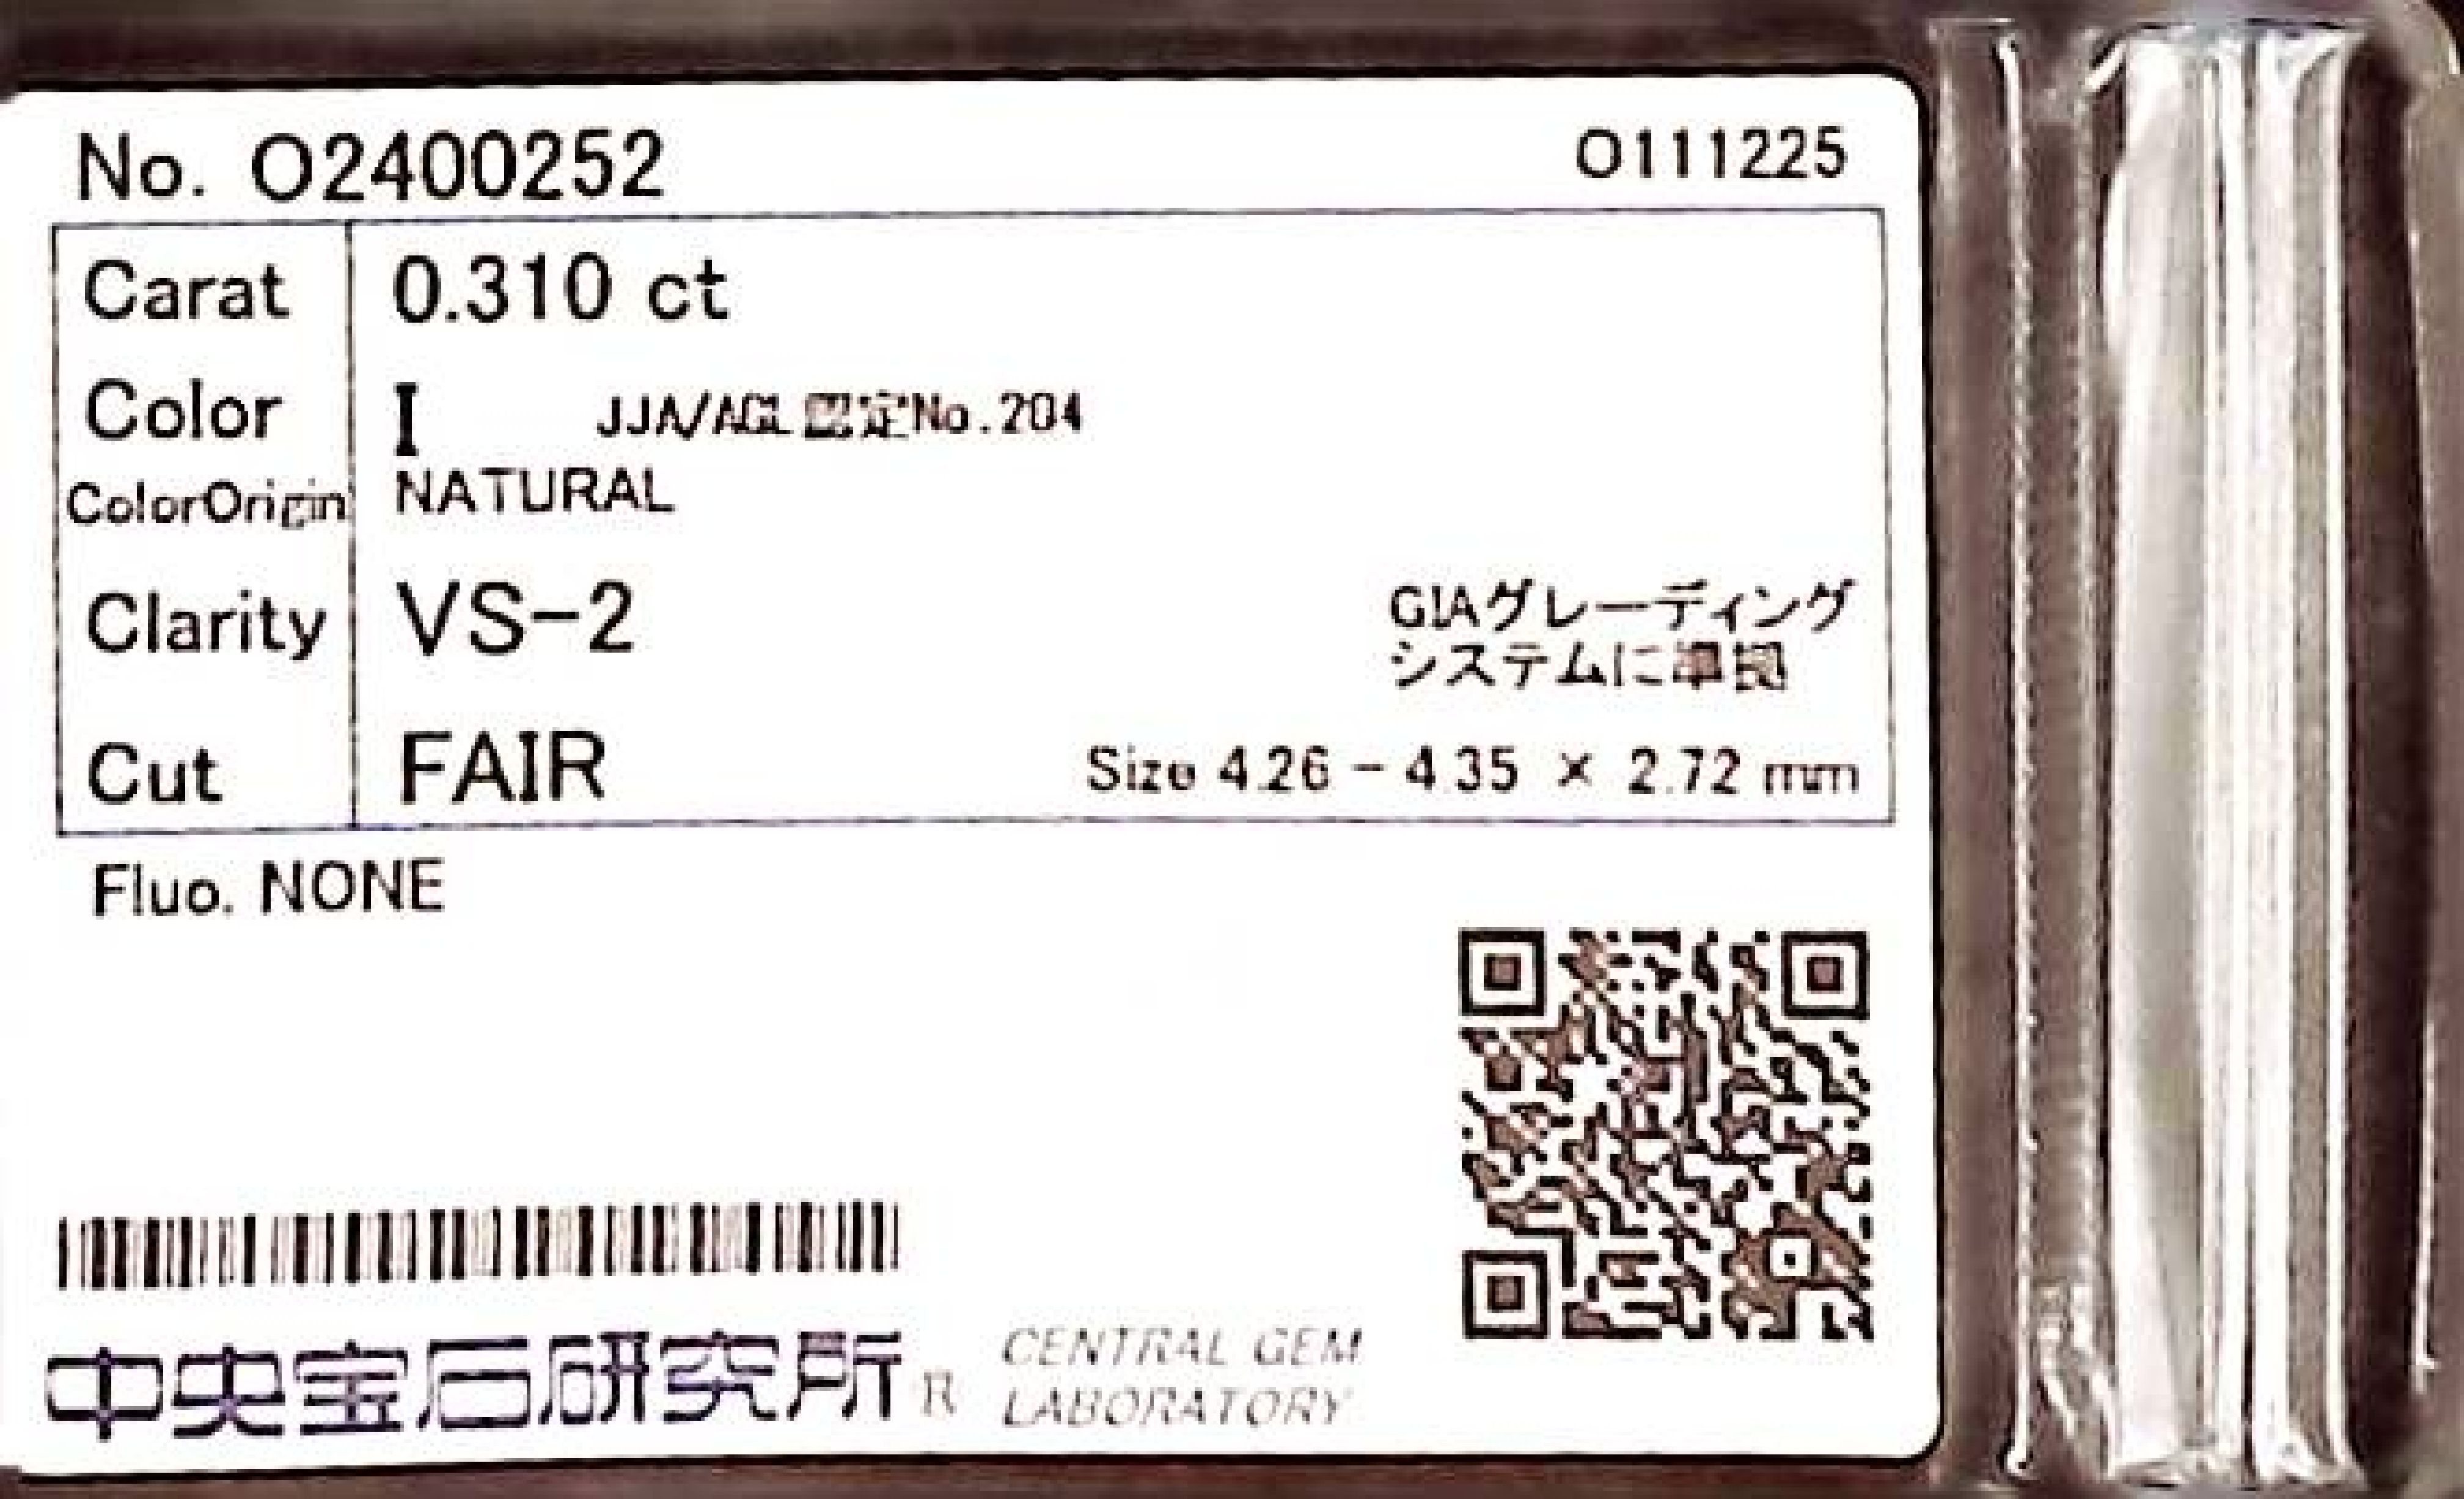 No. O2400252 O111225
Carat 0.310 ct
Color I JJA/AGL認定No.204
ColorOrigin NATURAL
Clarity VS-2
GIAグレーディング
システムに準拠
Cut FAIR Size 4.26 - 4.35 × 2.72 mm
Fluo. NONE
中央宝石研究所 R
CENTRAL GEM
LABORATORY